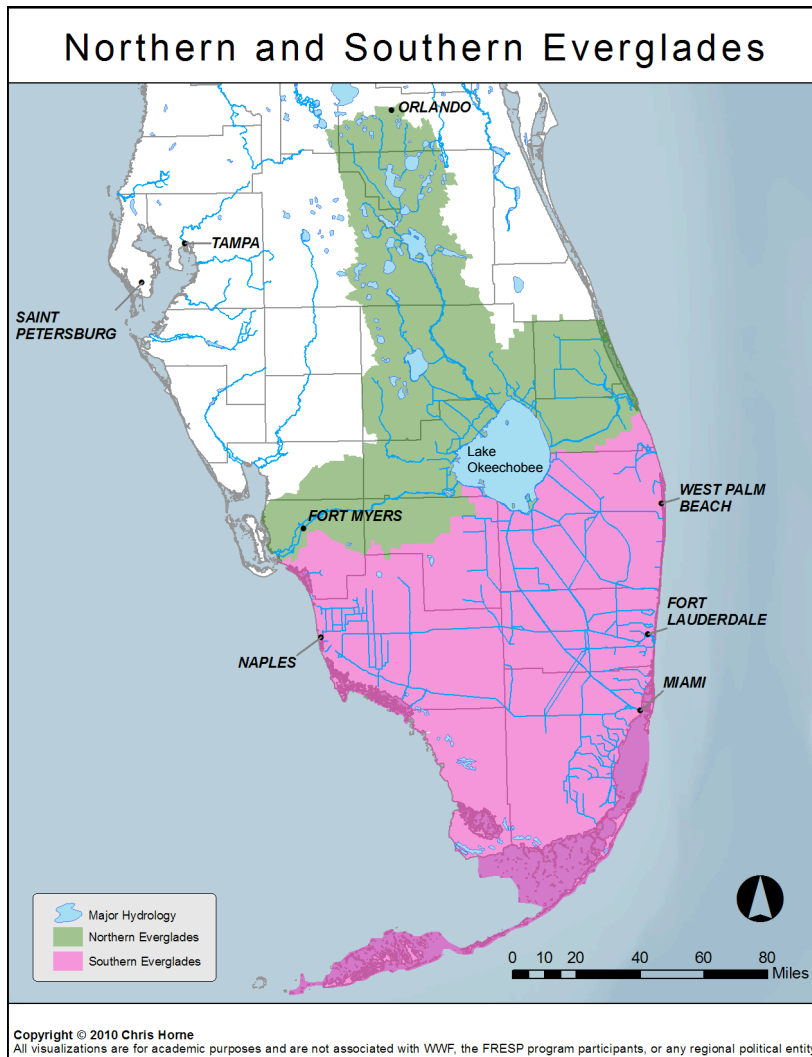 Northern and Southern Everglades
ORLANDO
TAMPA
SAINT
PETERSBURG
Lake
Okeechobee
WEST PALM
BEACH
FORT MYERS
FORT
LAUDERDALE
NAPLES
MIAMI
Major Hydrology
Northern Everglades
Southern Everglades
0 10 20 40 60 80
Miles
Copyright © 2010 Chris Horne
All visualizations are for academic purposes and are not associated with WWF, the FRESP program participants, or any regional political entity